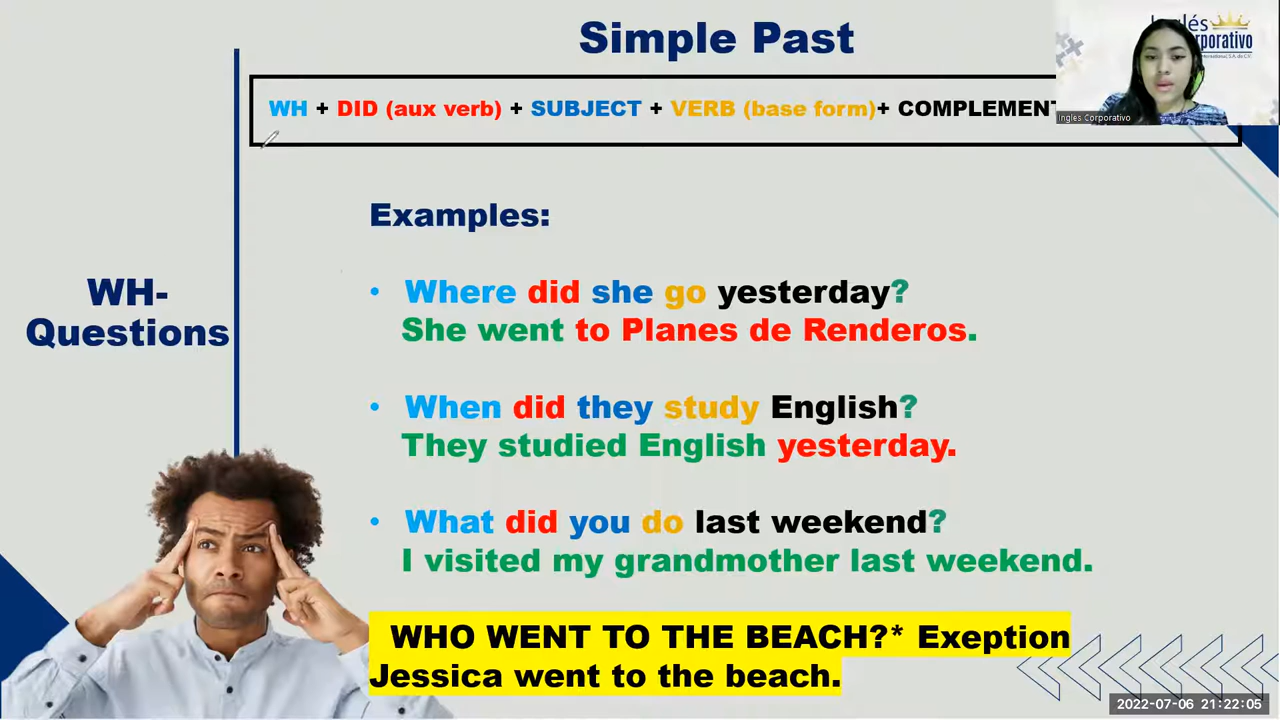 Simple Past
WH + DID (aux verb) + SUBJECT + VERB (base form)+ COMPLEMENT
Ingles Corporativo
Examples:
WH-
Questions
• Where did she go yesterday?
She went to Planes de Renderos.
• When did they study English?
They studied English yesterday.
• What did you do last weekend?
I visited my grandmother last weekend.
WHO WENT TO THE BEACH?* Exeption
Jessica went to the beach.
2022-07-06 21:22:05